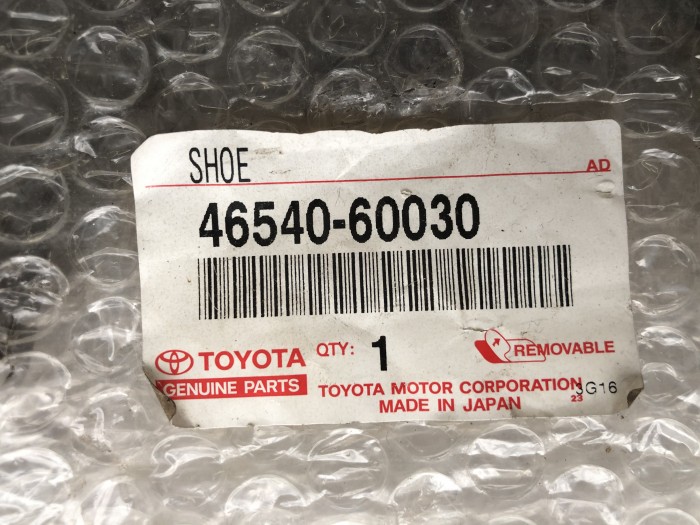 SHOE
AD
46540-60030
TOYOTA QTY: 1 REMOVABLE
GENUINE PARTS TOYOTA MOTOR CORPORATION 3G16
MADE IN JAPAN 23